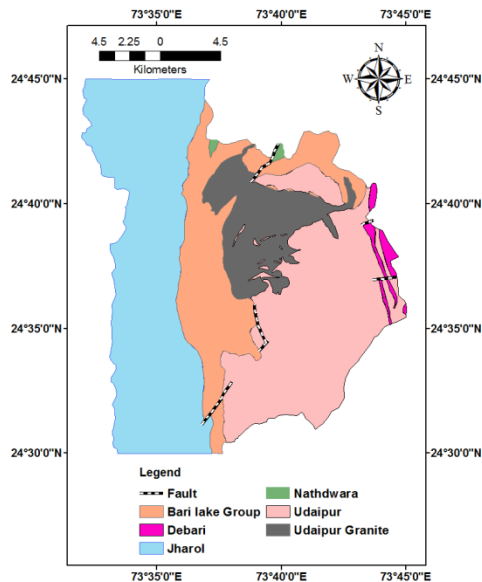 73°35'0"E 73°40'0"E 73°45'0"E
4.5 2.25 0 4.5
Kilometers
N
W E
S
24°45'0"N 24°45'0"N
24°40'0"N 24°40'0"N
24°35'0"N 24°35'0"N
24°30'0"N 24°30'0"N
Legend
Fault Nathdwara
Bari lake Group Udaipur
Debari Udaipur Granite
Jharol
73°35'0"E 73°40'0"E 73°45'0"E